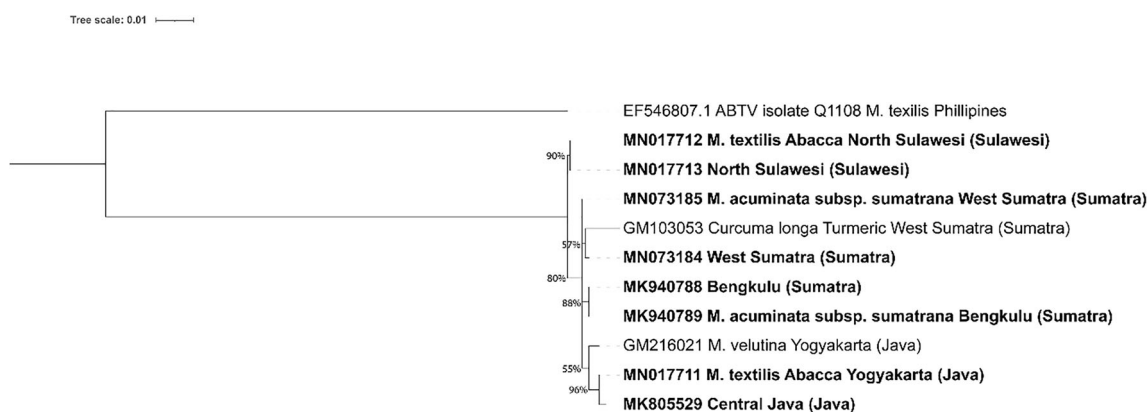 Tree scale: 0.01
EF546807.1 ABTV isolate Q1108 M. texilis Phillipines
MN017712 M. textilis Abacca North Sulawesi (Sulawesi)
90%
MN017713 North Sulawesi (Sulawesi)
MN073185 M. acuminata subsp. sumatrana West Sumatra (Sumatra)
GM103053 Curcuma longa Turmeric West Sumatra (Sumatra)
57%
MN073184 West Sumatra (Sumatra)
80%
MK940788 Bengkulu (Sumatra)
88%
MK940789 M. acuminata subsp. sumatrana Bengkulu (Sumatra)
GM216021 M. velutina Yogyakarta (Java)
55%
MN017711 M. textilis Abacca Yogyakarta (Java)
96%
MK805529 Central Java (Java)